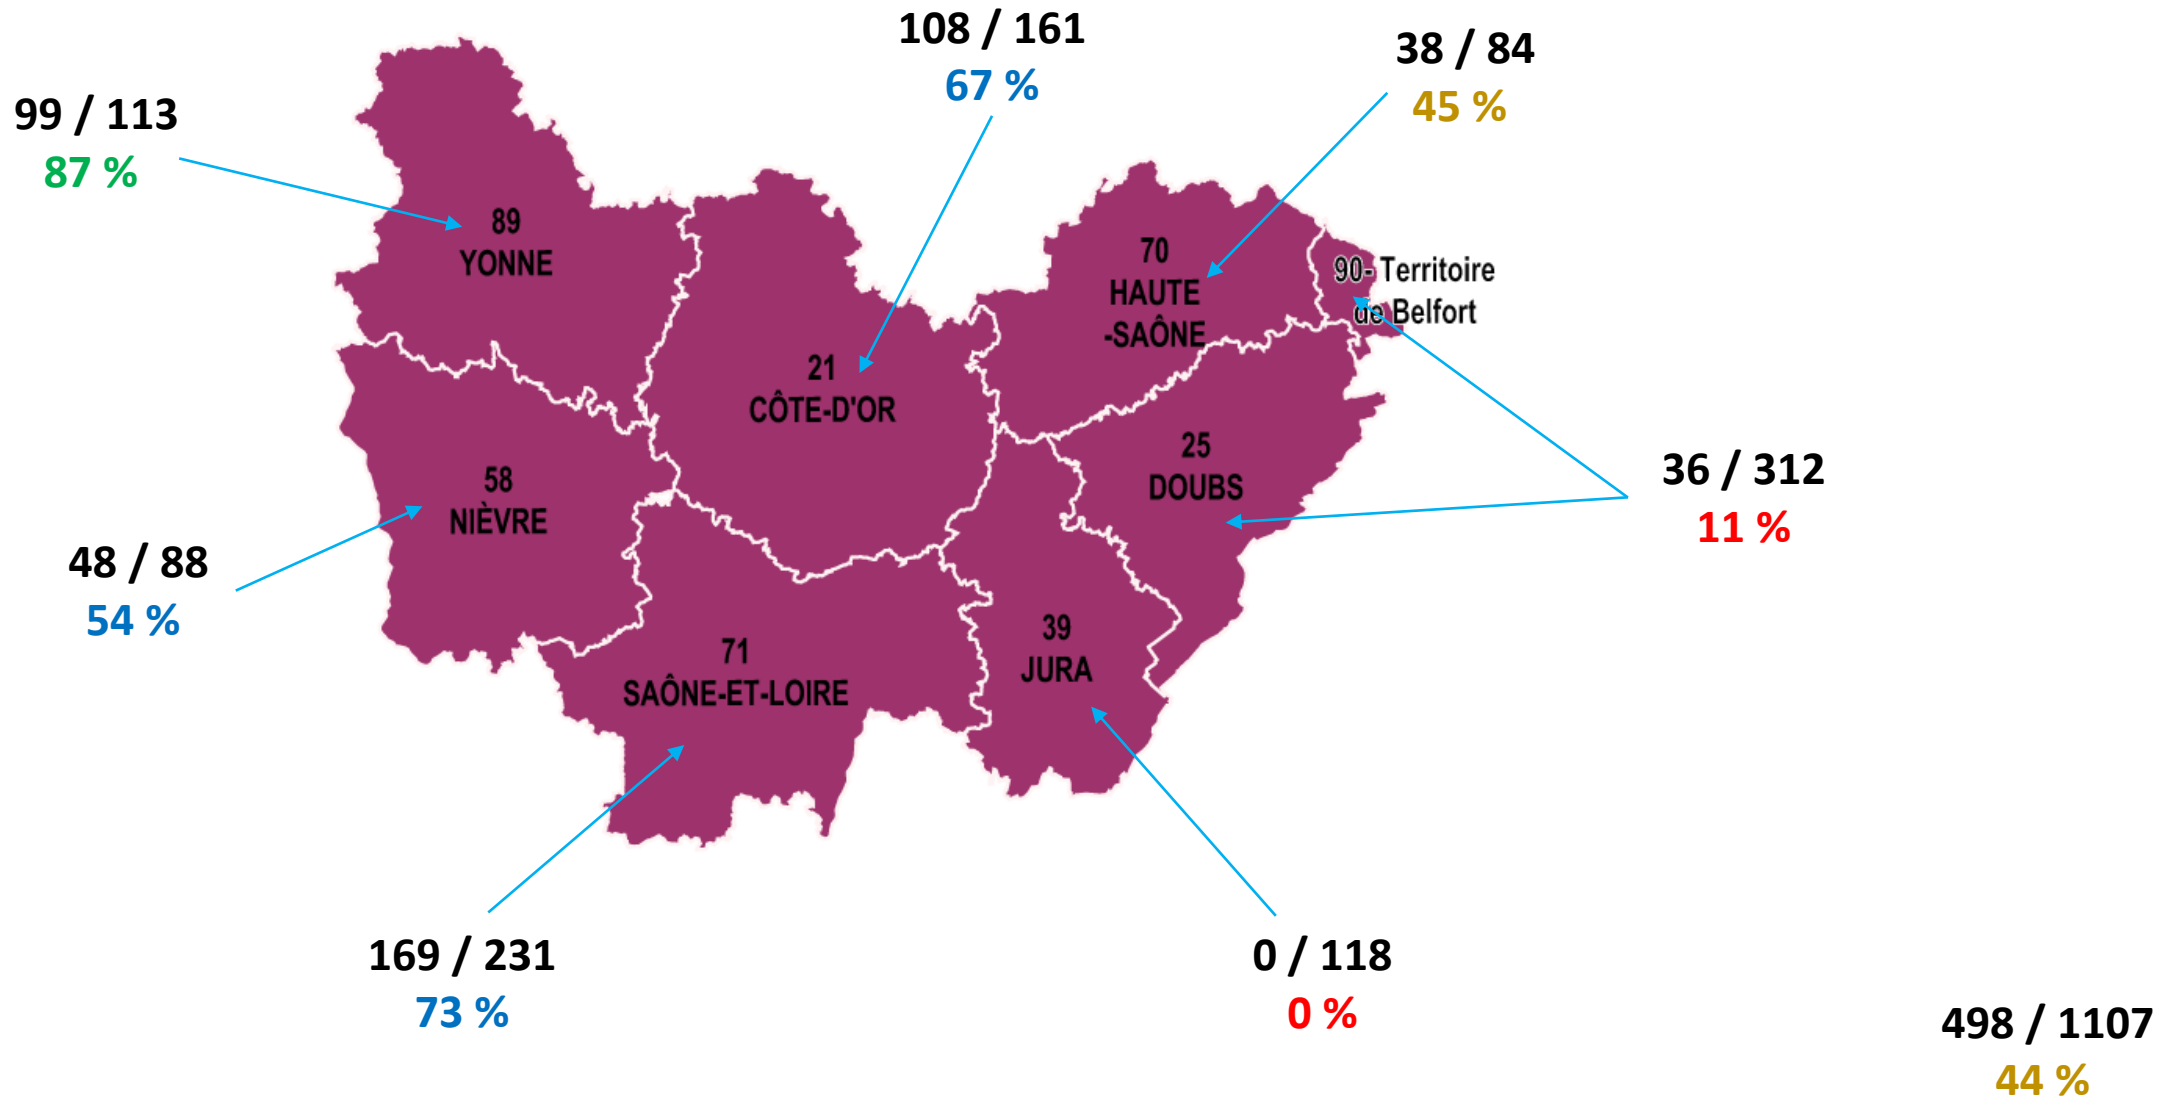 108 / 161
67 %
38 / 84
45 %
99 / 113
87 %
89
YONNE
70
HAUTE
-SAÔNE
90- Territoire
de Belfort
21
CÔTE-D'OR
25
DOUBS
36 / 312
11 %
58
NIÈVRE
48 / 88
54 %
71
SAÔNE-ET-LOIRE
39
JURA
169 / 231
73 %
0 / 118
0 %
498 / 1107
44 %